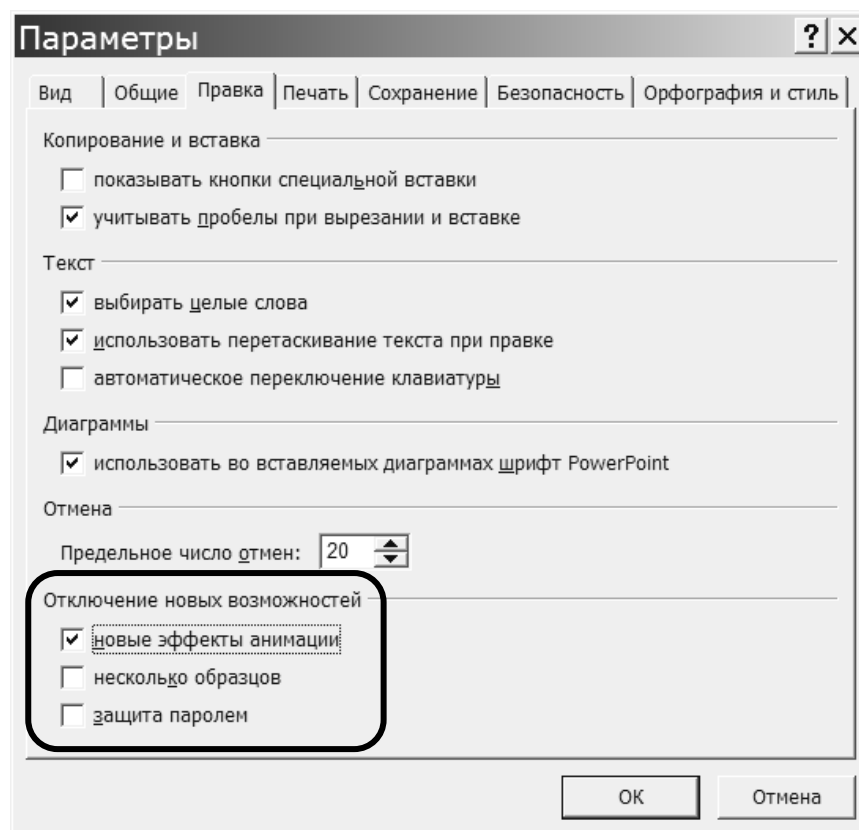 Параметры
Вид Общие Правка Печать Сохранение Безопасность Орфография и стиль
Копирование и вставка
показывать кнопки специальной вставки
учитывать пробелы при вырезании и вставке
Текст
выбирать целые слова
использовать перетаскивание текста при правке
автоматическое переключение клавиатуры
Диаграммы
использовать во вставляемых диаграммах шрифт PowerPoint
Отмена
Предельное число отмен: 20
Отключение новых возможностей
новые эффекты анимации
несколько образцов
защита паролем
ОК Отмена